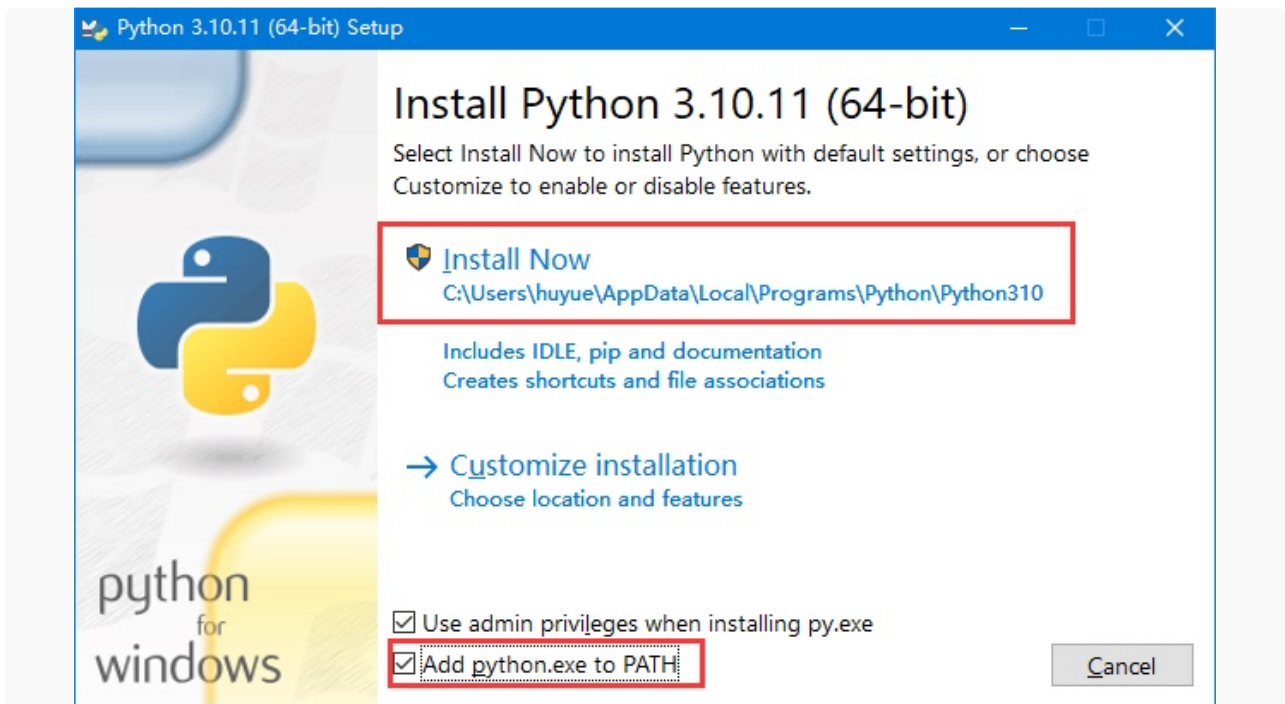 Python 3.10.11 (64-bit) Setup
Install Python 3.10.11 (64-bit)
Select Install Now to install Python with default settings, or choose
Customize to enable or disable features.
Install Now
C:\Users\huyue\AppData\Local\Programs\Python\Python310
Includes IDLE, pip and documentation
Creates shortcuts and file associations
Customize installation
Choose location and features
python
for
windows
Use admin privileges when installing py.exe
Add python.exe to PATH
Cancel